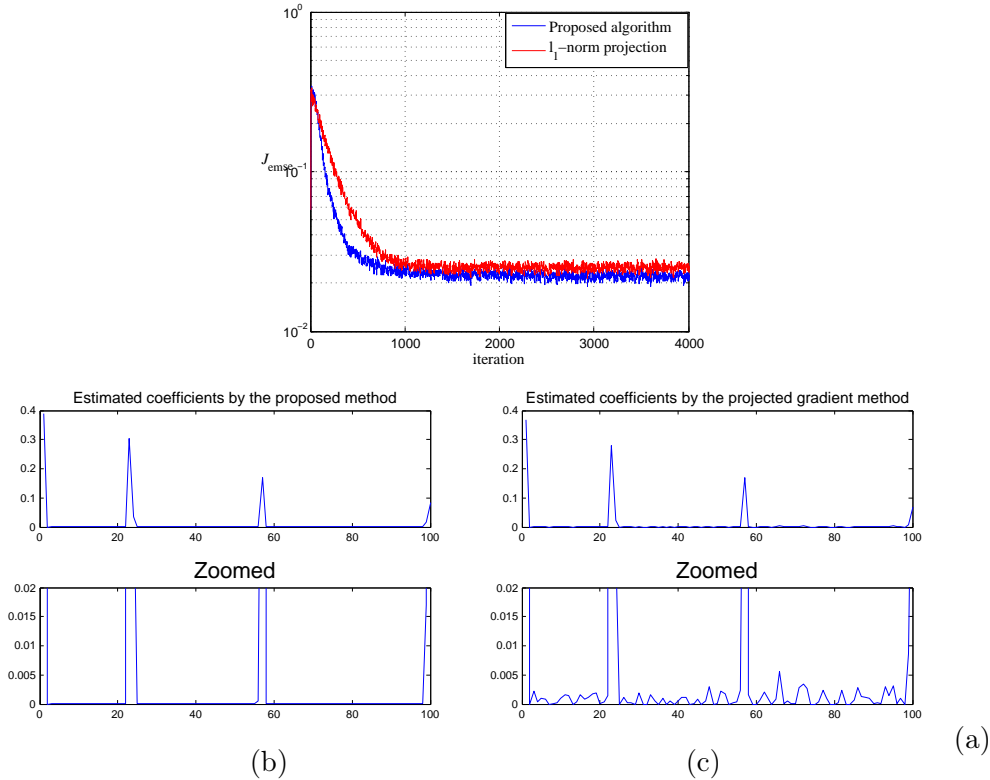 10^0
Proposed algorithm
l_1-norm projection
J_emse
10^-1
10^-2
0 1000 2000 3000 4000
iteration
Estimated coefficients by the proposed method
0.4
0.3
0.2
0.1
0
0 20 40 60 80 100
Zoomed
0.02
0.015
0.01
0.005
0
0 20 40 60 80 100
(b)
Estimated coefficients by the projected gradient method
0.4
0.3
0.2
0.1
0
0 20 40 60 80 100
Zoomed
0.02
0.015
0.01
0.005
0
0 20 40 60 80 100
(c)
(a)